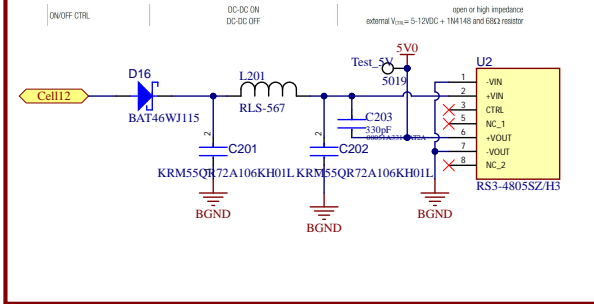 ON/OFF CTRL
DC-DC ON
DC-DC OFF
open or high impedance
external VCTRL= 5-12VDC + 1N4148 and 68Ω resistor
5V0
Test_5V
5019
U2
D16
L201
Cell12
BAT46WJ115
RLS-567
C203
330pF
1 -VIN
2 +VIN
3 CTRL
5 NC_1
6 +VOUT
7 -VOUT
8 NC_2
2
C201
2
C202
KRM55QR72A106KH01L
KRM55QR72A106KH01L
RS3-4805SZ/H3
BGND
BGND
BGND